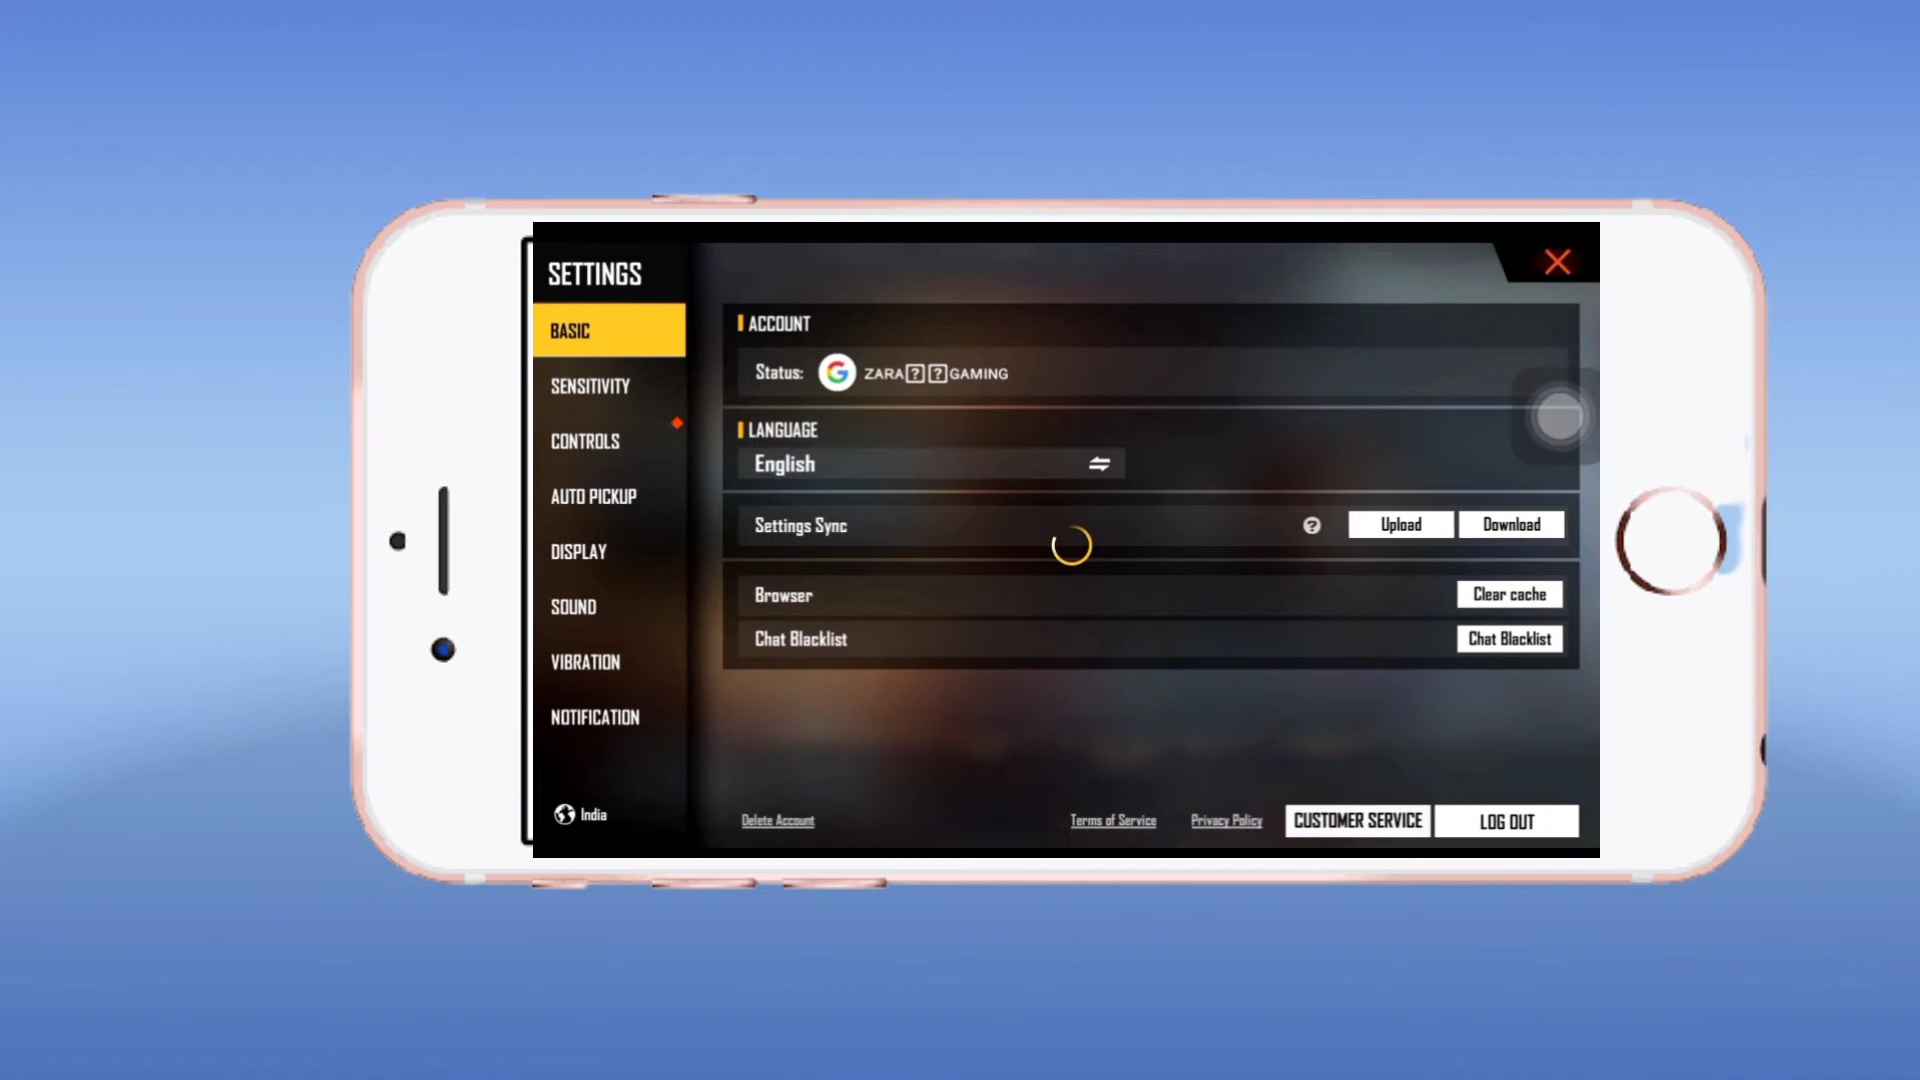 SETTINGS
BASIC
SENSITIVITY
CONTROLS
AUTO PICKUP
DISPLAY
SOUND
VIBRATION
NOTIFICATION
India
ACCOUNT
Status: G ZARA⍰⍰GAMING
LANGUAGE
English
Settings Sync ? Upload Download
Browser Clear cache
Chat Blacklist Chat Blacklist
Delete Account Terms of Service Privacy Policy CUSTOMER SERVICE LOG OUT